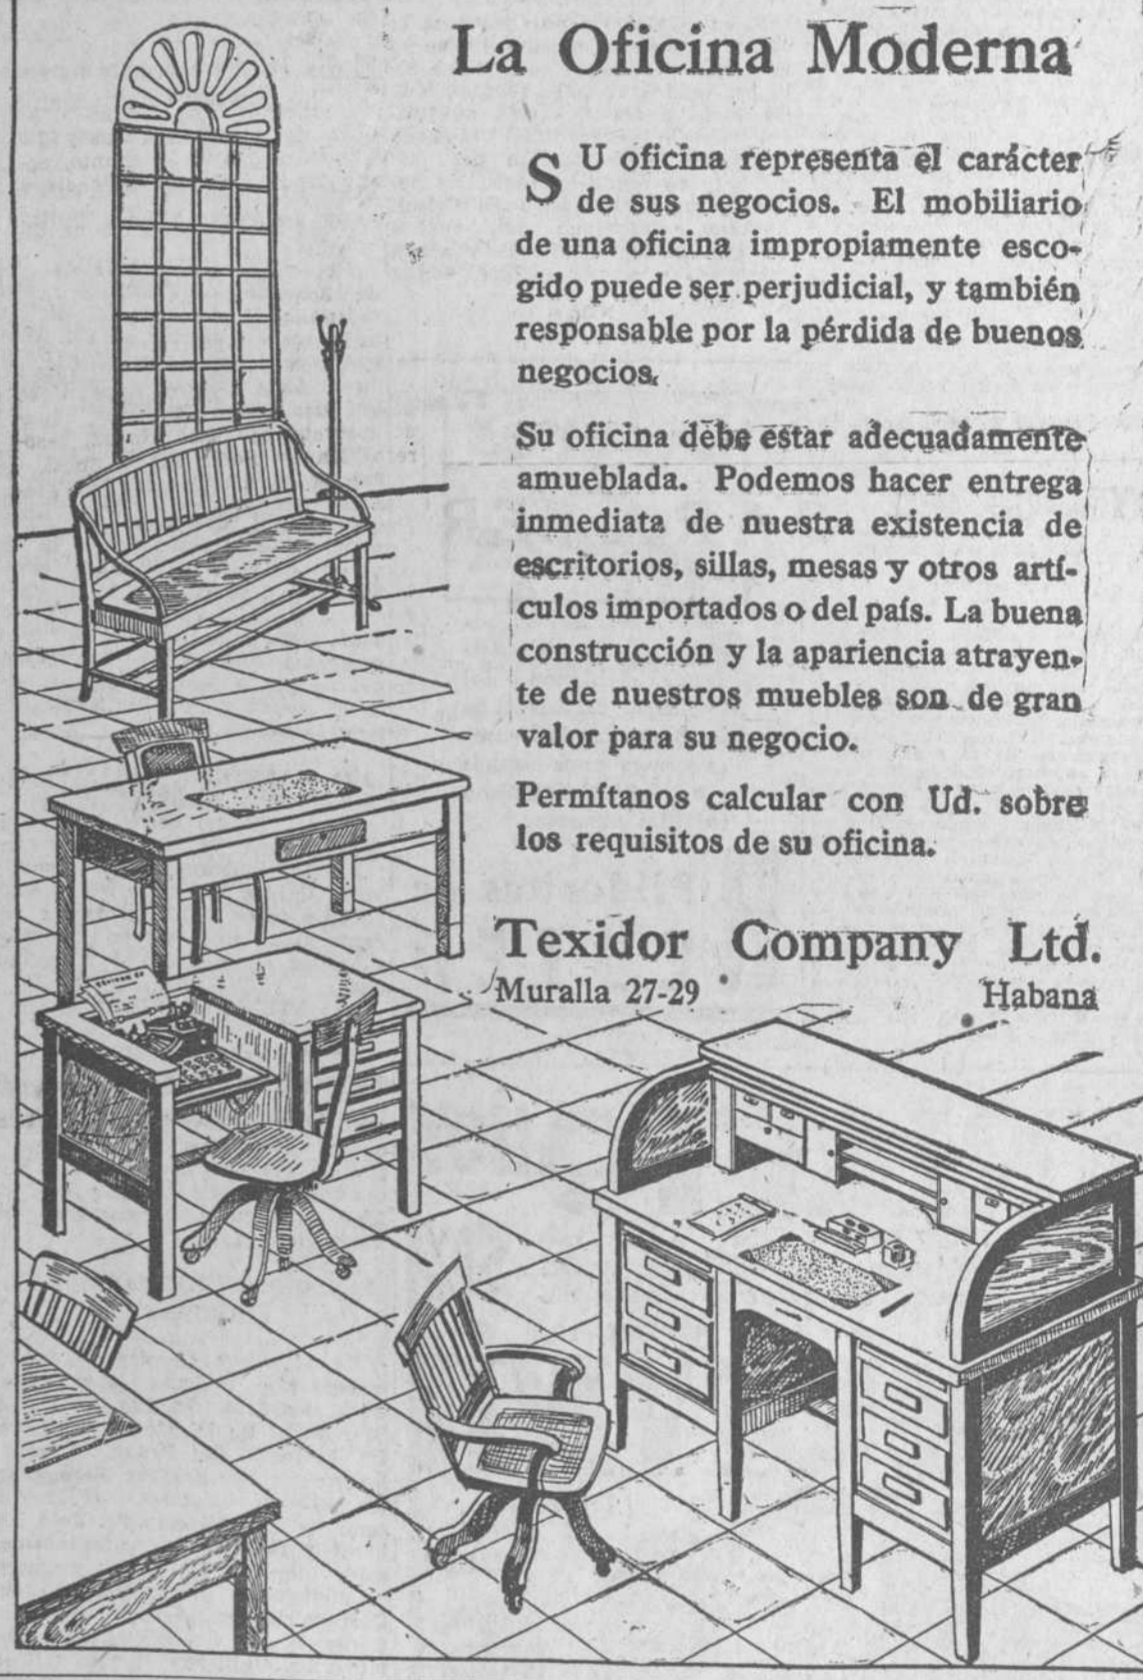 La Oficina Moderna
SU oficina representa el carácter
de sus negocios. El mobiliario
de una oficina impropiamente esco-
gido puede ser perjudicial, y también
responsable por la pérdida de buenos
negocios.
Su oficina debe estar adecuadamente
amueblada. Podemos hacer entrega
inmediata de nuestra existencia de
escritorios, sillas, mesas y otros artí-
culos importados o del país. La buena
construcción y la apariencia atrayen-
te de nuestros muebles son de gran
valor para su negocio.
Permítanos calcular con Ud. sobre
los requisitos de su oficina.
Texidor Company Ltd.
Muralla 27-29 Habana